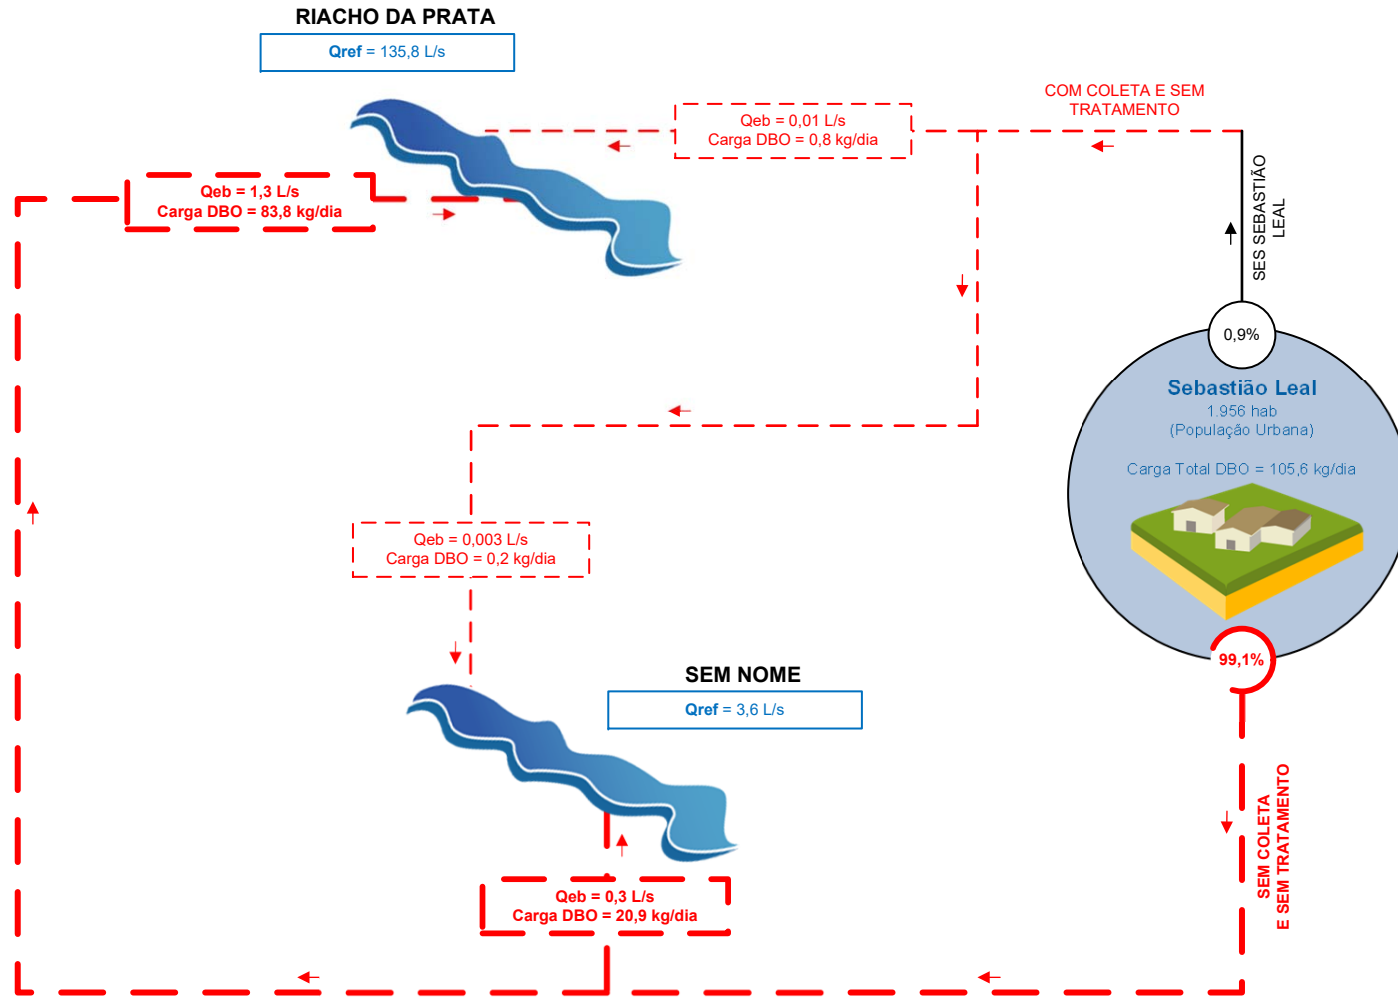 RIACHO DA PRATA
Qref = 135,8 L/s
COM COLETA E SEM
TRATAMENTO
Qeb = 0,01 L/s
Carga DBO = 0,8 kg/dia
Qeb = 1,3 L/s
Carga DBO = 83,8 kg/dia
SES SEBASTIÃO
LEAL
0,9%
Sebastião Leal
1.956 hab
(População Urbana)
Carga Total DBO = 105,6 kg/dia
Qeb = 0,003 L/s
Carga DBO = 0,2 kg/dia
99,1%
SEM NOME
Qref = 3,6 L/s
SEM COLETA
E SEM TRATAMENTO
Qeb = 0,3 L/s
Carga DBO = 20,9 kg/dia